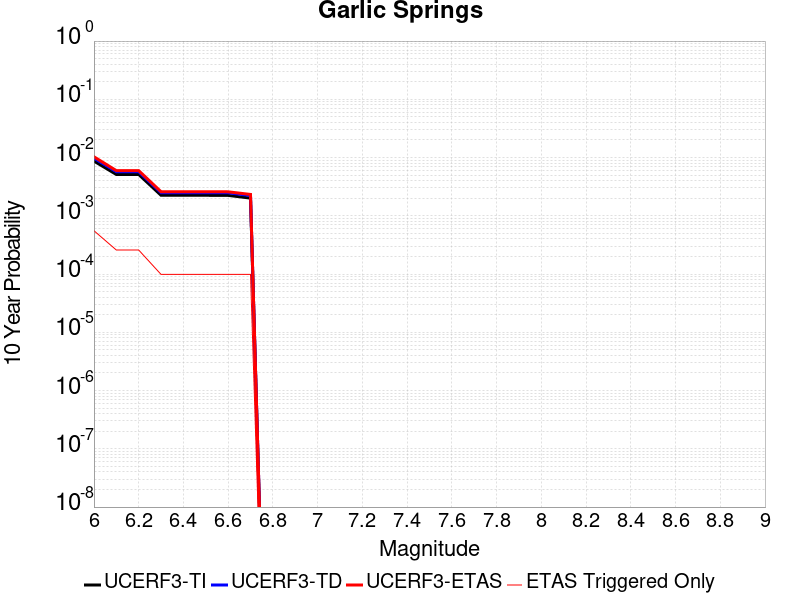 Garlic Springs
10 Year Probability
10^0
10^-1
10^-2
10^-3
10^-4
10^-5
10^-6
10^-7
10^-8
6 6.2 6.4 6.6 6.8 7 7.2 7.4 7.6 7.8 8 8.2 8.4 8.6 8.8 9
Magnitude
UCERF3-TI UCERF3-TD UCERF3-ETAS ETAS Triggered Only